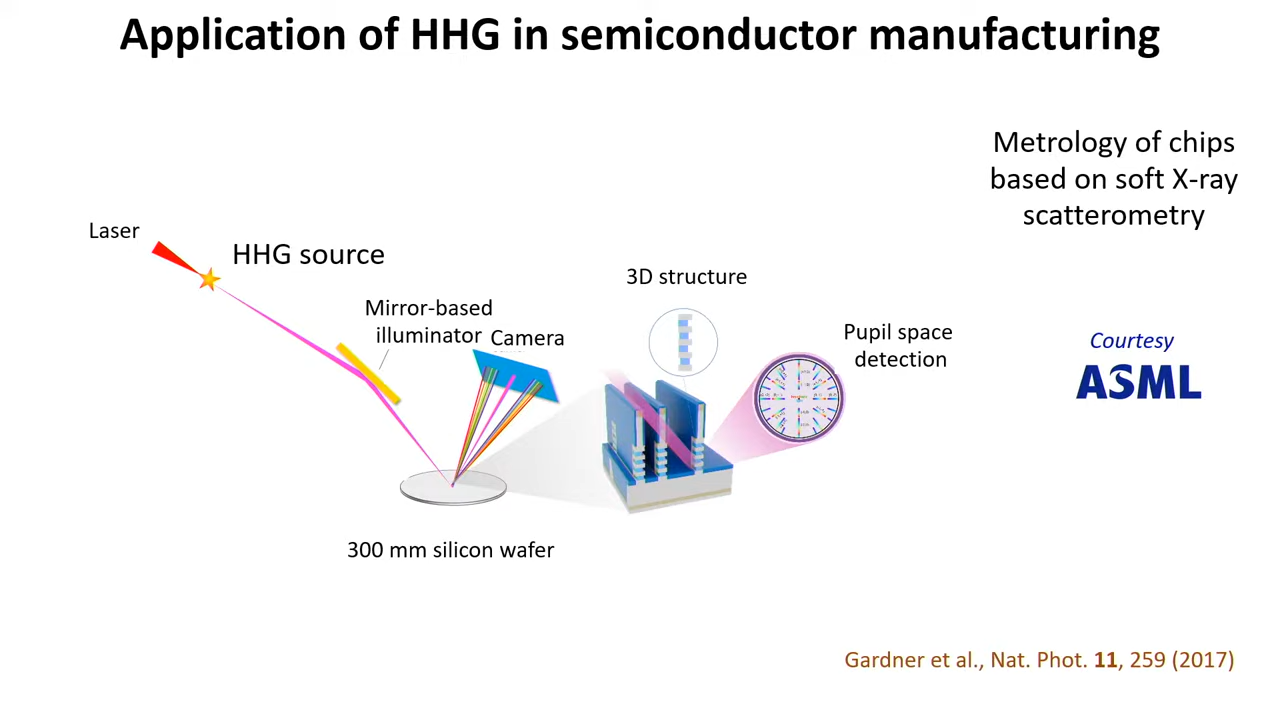 Application of HHG in semiconductor manufacturing
Metrology of chips
based on soft X-ray
scatterometry
Laser
HHG source
Mirror-based
illuminator
Camera
3D structure
Pupil space
detection
Courtesy
ASML
300 mm silicon wafer
Gardner et al., Nat. Phot. 11, 259 (2017)